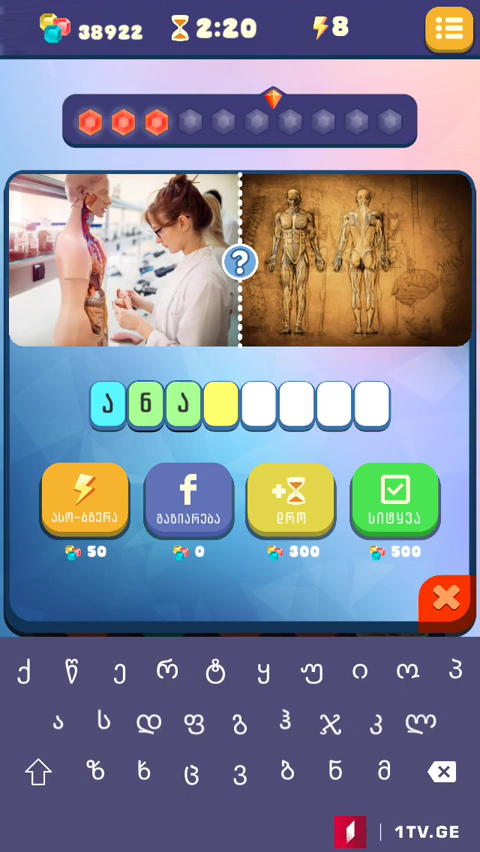 38922 2:20 8
?
ა ნ ა
f
ასო-ბგერა გაზიარება დრო სიტყვა
50 0 300 500
ქ წ ე რ ტ ყ უ ი ო პ
ა ს დ ფ გ ჰ ჯ კ ლ
ზ ხ ც ვ ბ ნ მ
1TV.GE